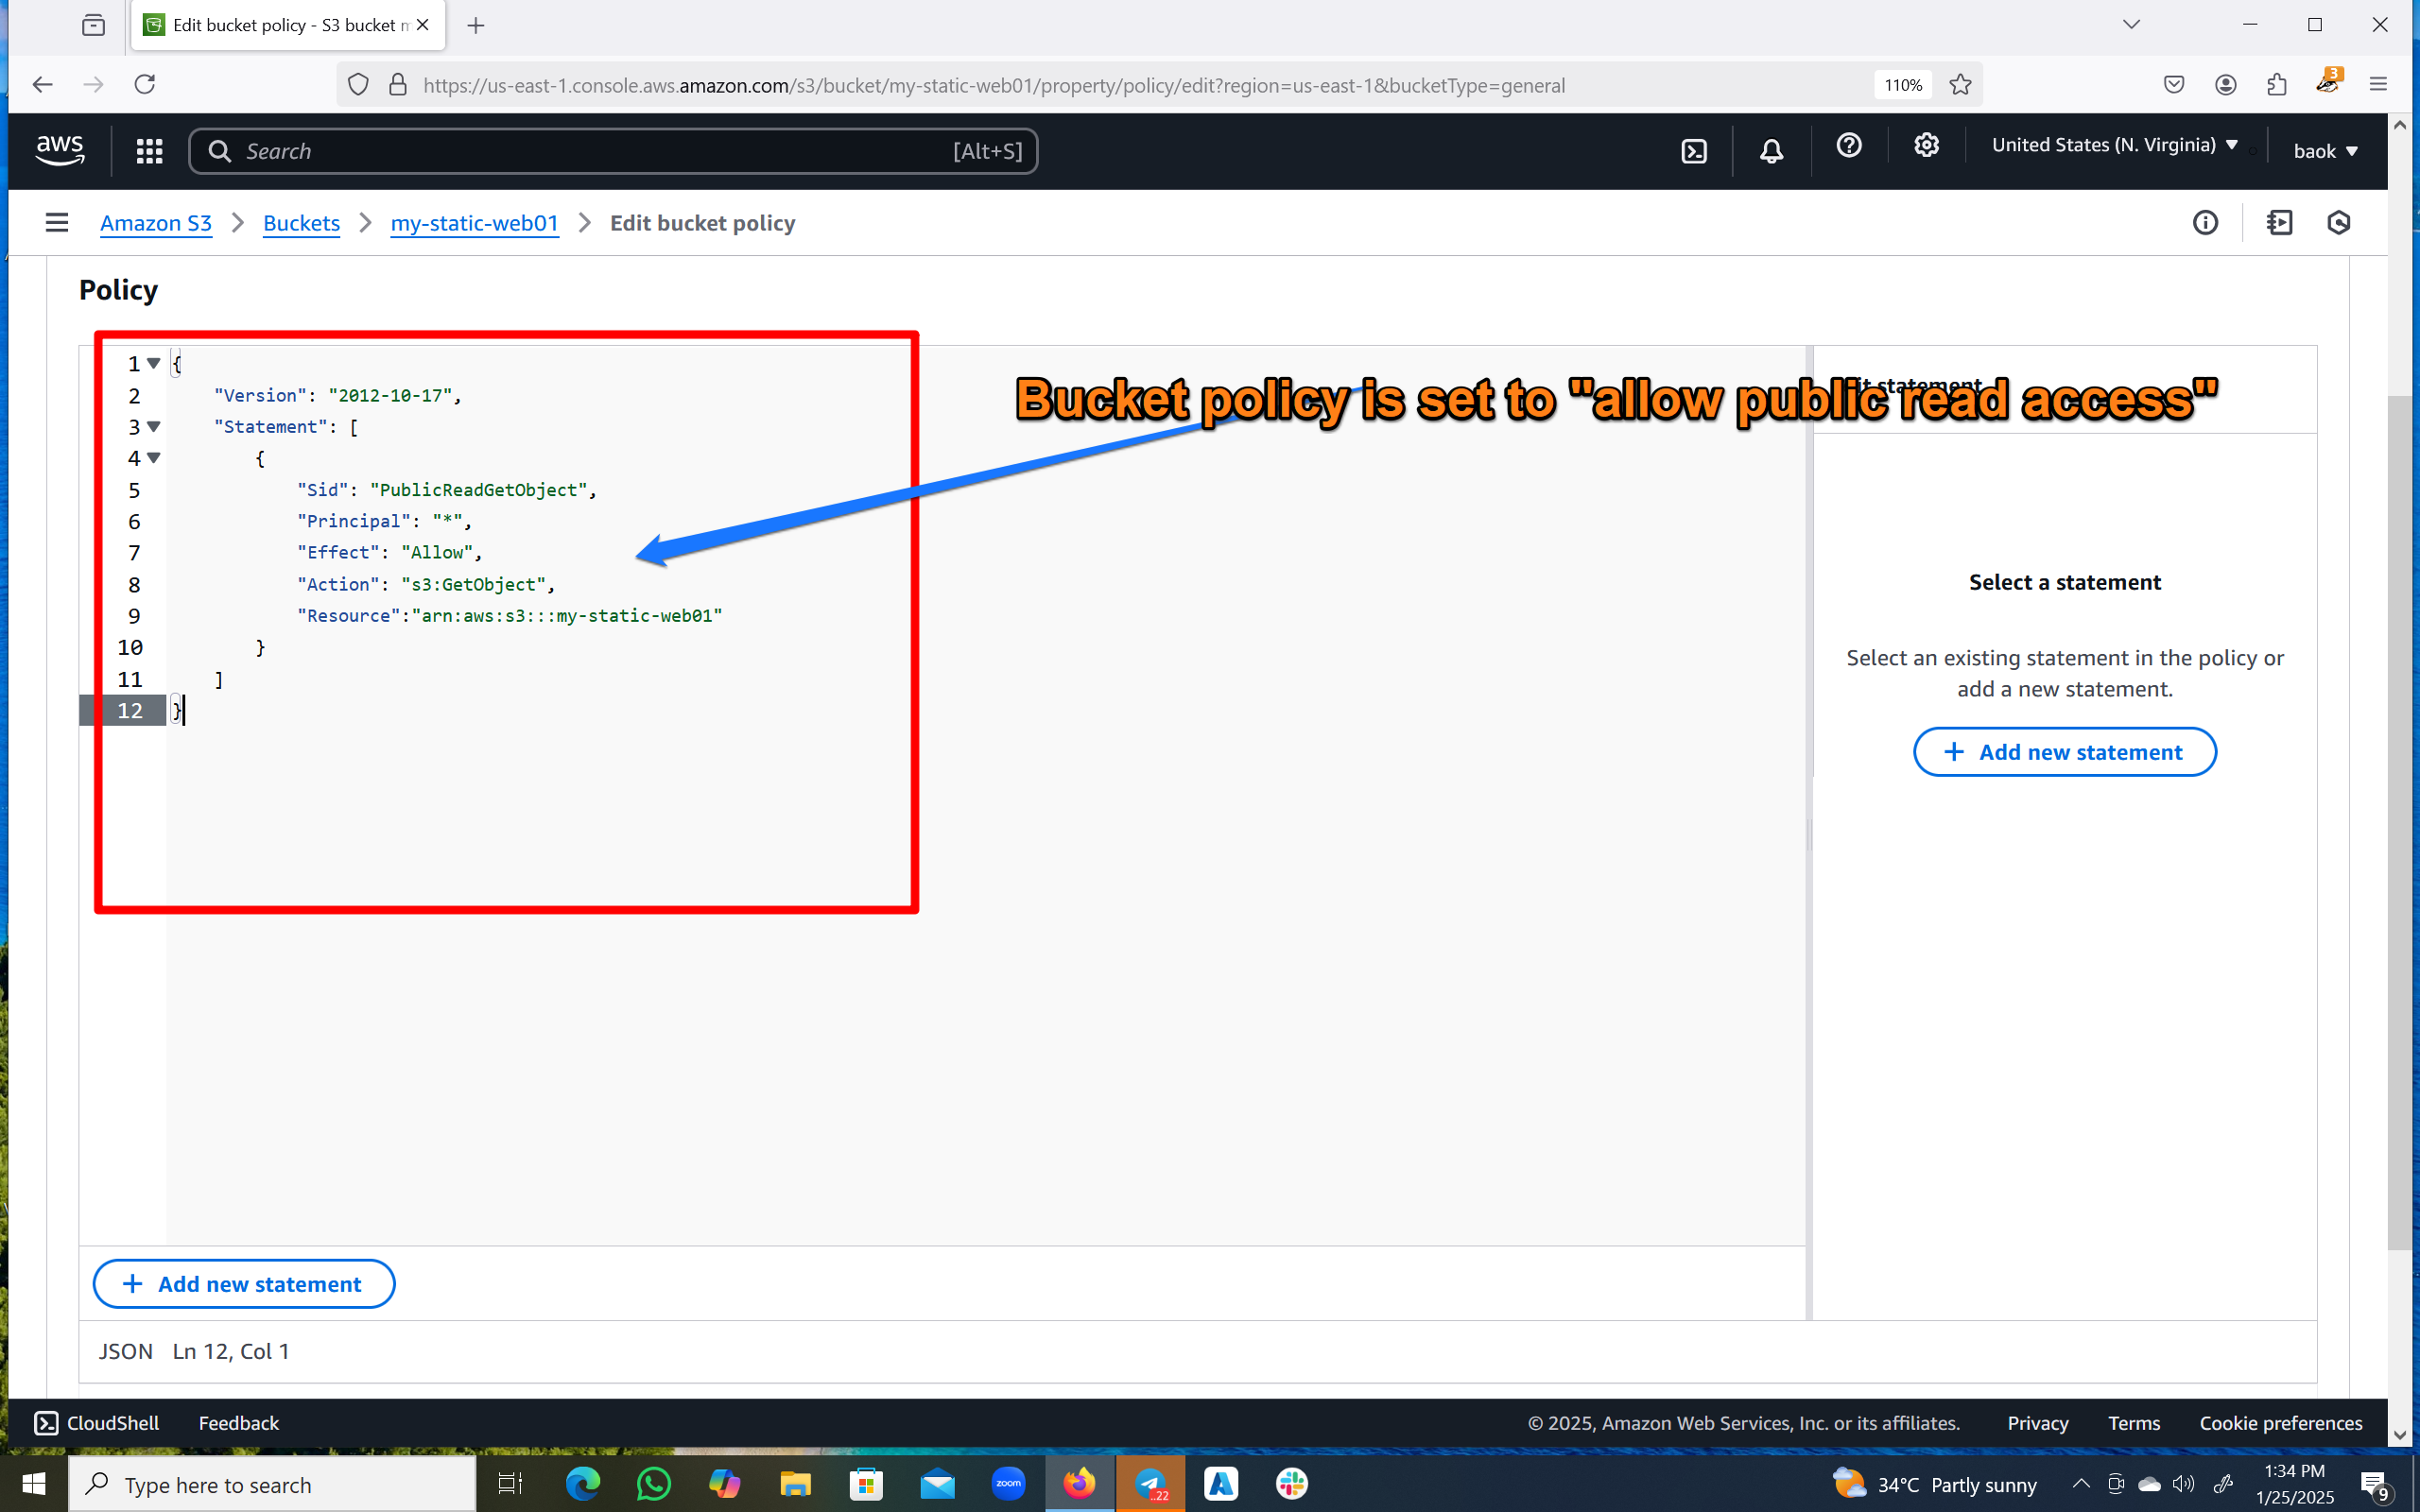 Edit bucket policy - S3 bucket m
https://us-east-1.console.aws.amazon.com/s3/bucket/my-static-web01/property/policy/edit?region=us-east-1&bucketType=general
110%
3
aws
Search
[Alt+S]
United States (N. Virginia)
baok
Amazon S3
Buckets
my-static-web01
Edit bucket policy
Policy
1 {
2 "Version": "2012-10-17",
3 "Statement": [
4 {
5 "Sid": "PublicReadGetObject",
6 "Principal": "*",
7 "Effect": "Allow",
8 "Action": "s3:GetObject",
9 "Resource":"arn:aws:s3:::my-static-web01"
10 }
11 ]
12 }
Bucket policy is set to "allow public read access"
statement
Select a statement
Select an existing statement in the policy or
add a new statement.
+ Add new statement
+ Add new statement
JSON Ln 12, Col 1
CloudShell
Feedback
© 2025, Amazon Web Services, Inc. or its affiliates.
Privacy
Terms
Cookie preferences
Type here to search
zoom
..22
34°C Partly sunny
1:34 PM
1/25/2025
9